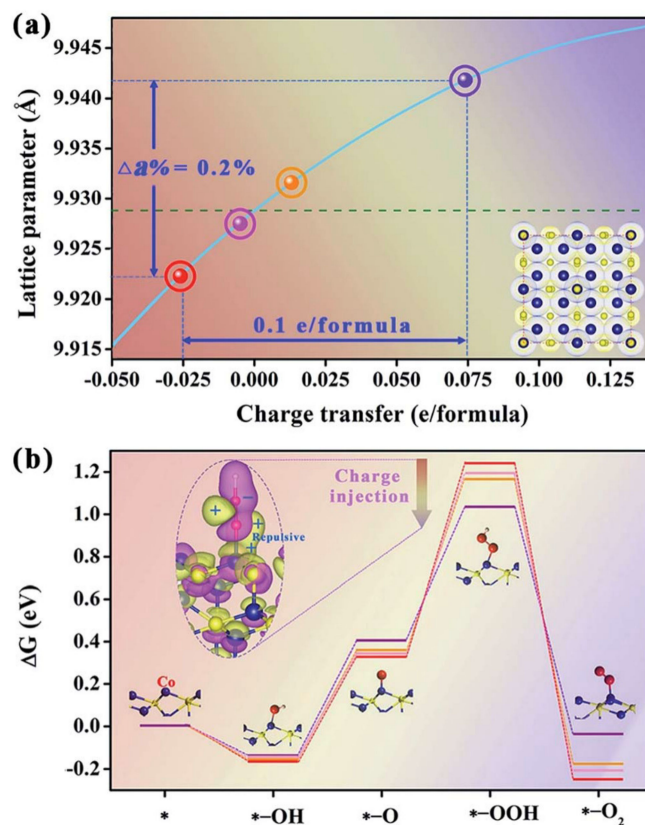 (a)
9.945
9.940
9.935
9.930
9.925
9.920
9.915
Lattice parameter (Å)
△a% = 0.2%
0.1 e/formula
-0.050 -0.025 0.000 0.025 0.050 0.075 0.100 0.125
Charge transfer (e/formula)
(b)
1.2
1.0
0.8
0.6
0.4
0.2
0.0
-0.2
ΔG (eV)
Charge
injection
+
−
+
+
Repulsive
Co
* *–OH *–O *–OOH *–O₂